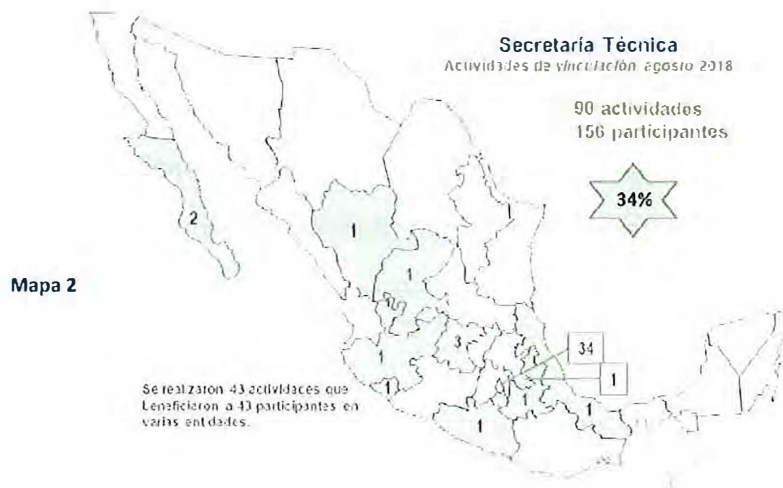 Secretaría Técnica
Actividades de vinculación agosto 2018
90 actividades
156 participantes
34%
2
1
1
Mapa 2
1
3
34
1
1
1
1
1
Se realizaron 43 actividades que
beneficiaron a 43 participantes en
varias entidades.